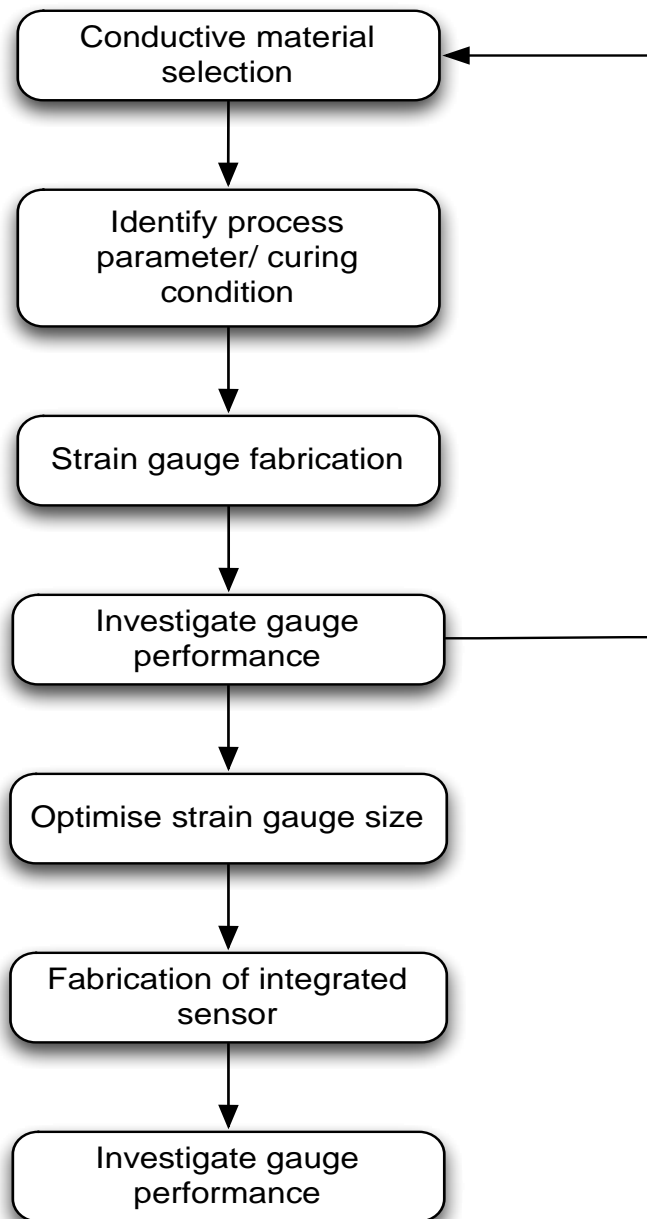 Conductive material
selection
Identify process
parameter/ curing
condition
Strain gauge fabrication
Investigate gauge
performance
Optimise strain gauge size
Fabrication of integrated
sensor
Investigate gauge
performance